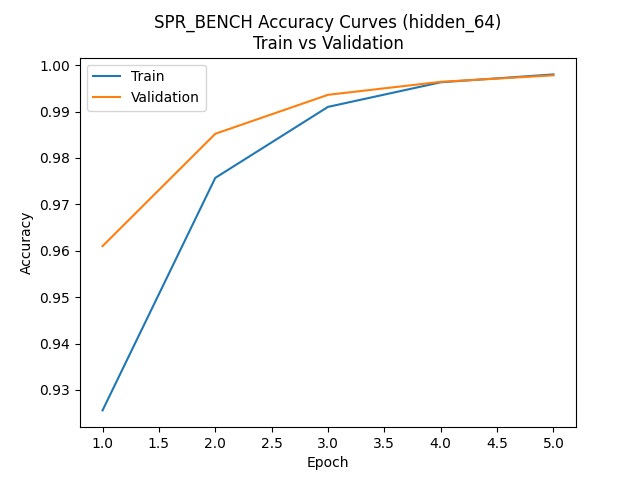 SPR_BENCH Accuracy Curves (hidden_64)
Train vs Validation
Train
Validation
1.00
0.99
0.98
0.97
0.96
0.95
0.94
0.93
Accuracy
1.0 1.5 2.0 2.5 3.0 3.5 4.0 4.5 5.0
Epoch